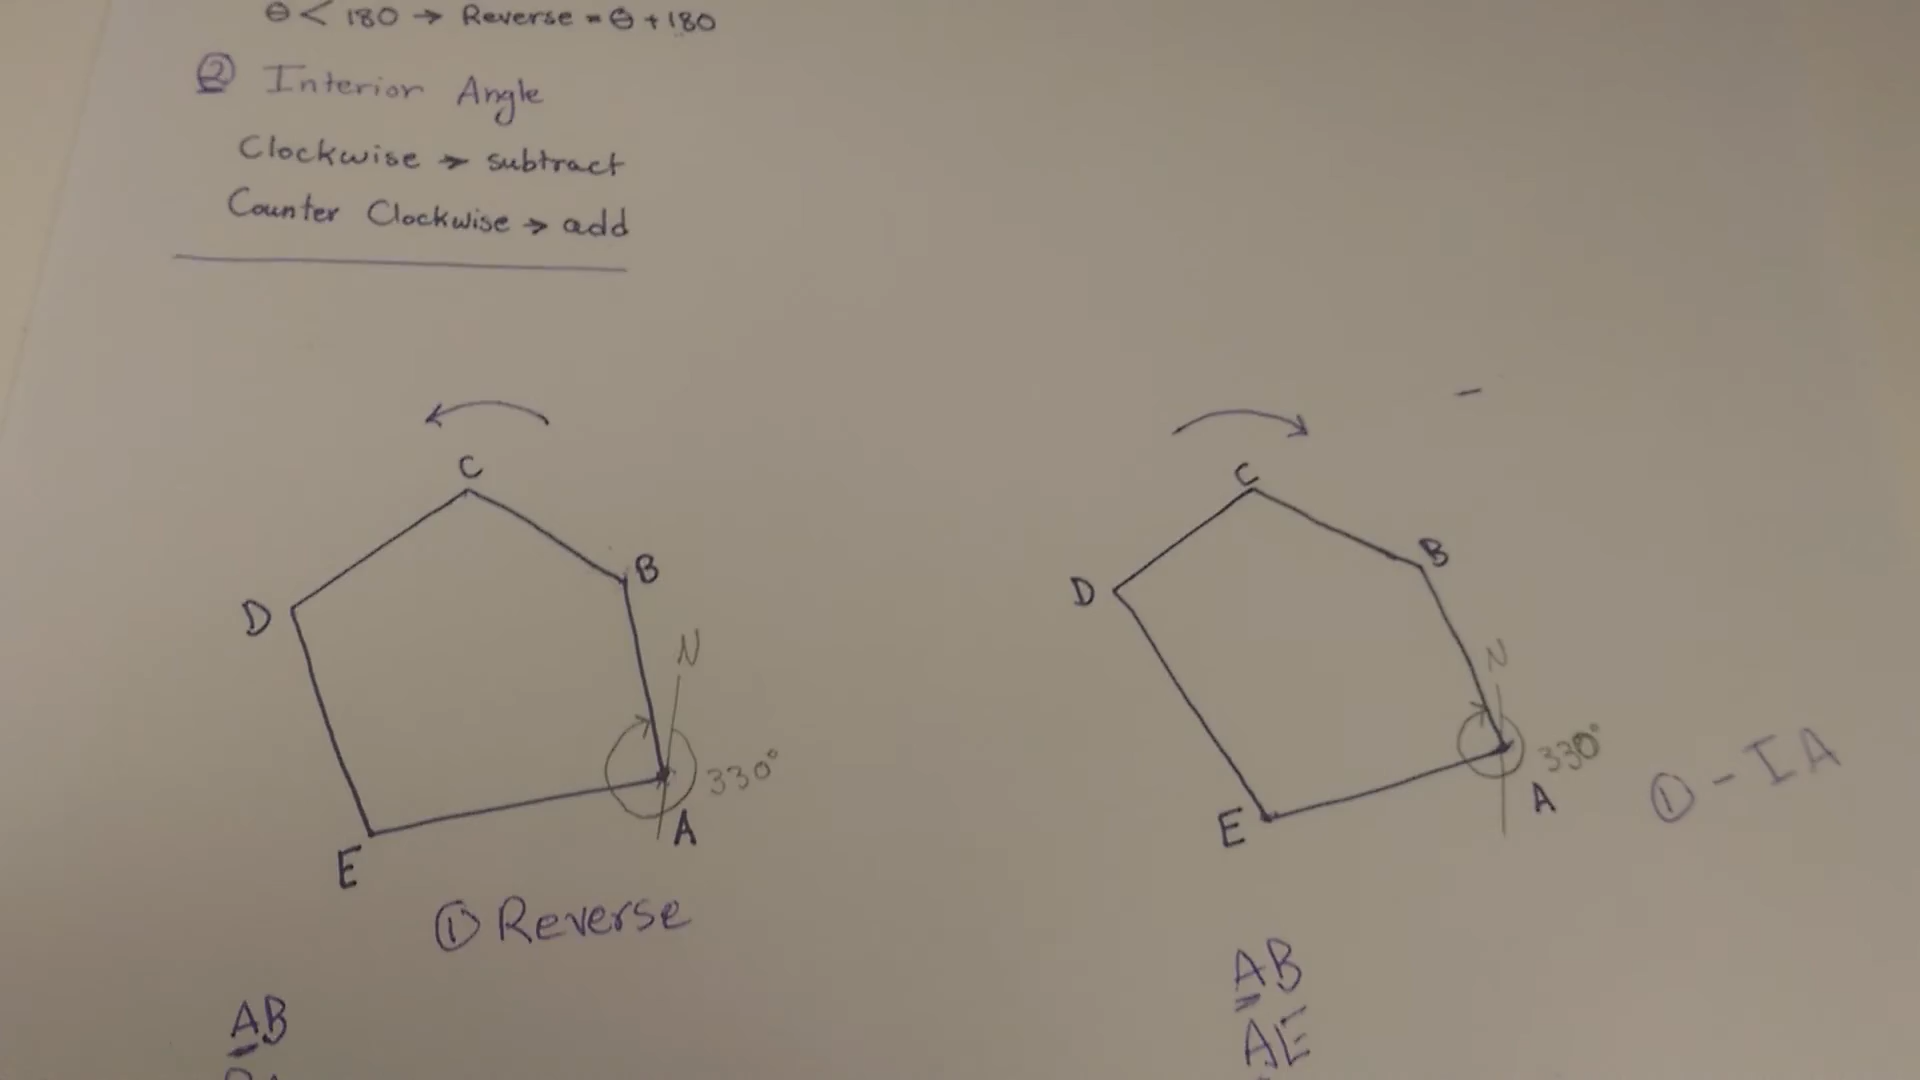 θ < 180 → Reverse = θ + 180
② Interior Angle
Clockwise → subtract
Counter Clockwise → add
C
B
D
N
330°
A
E
① Reverse
AB
C
B
D
N
330°
A
E
① - IA
AB
AE